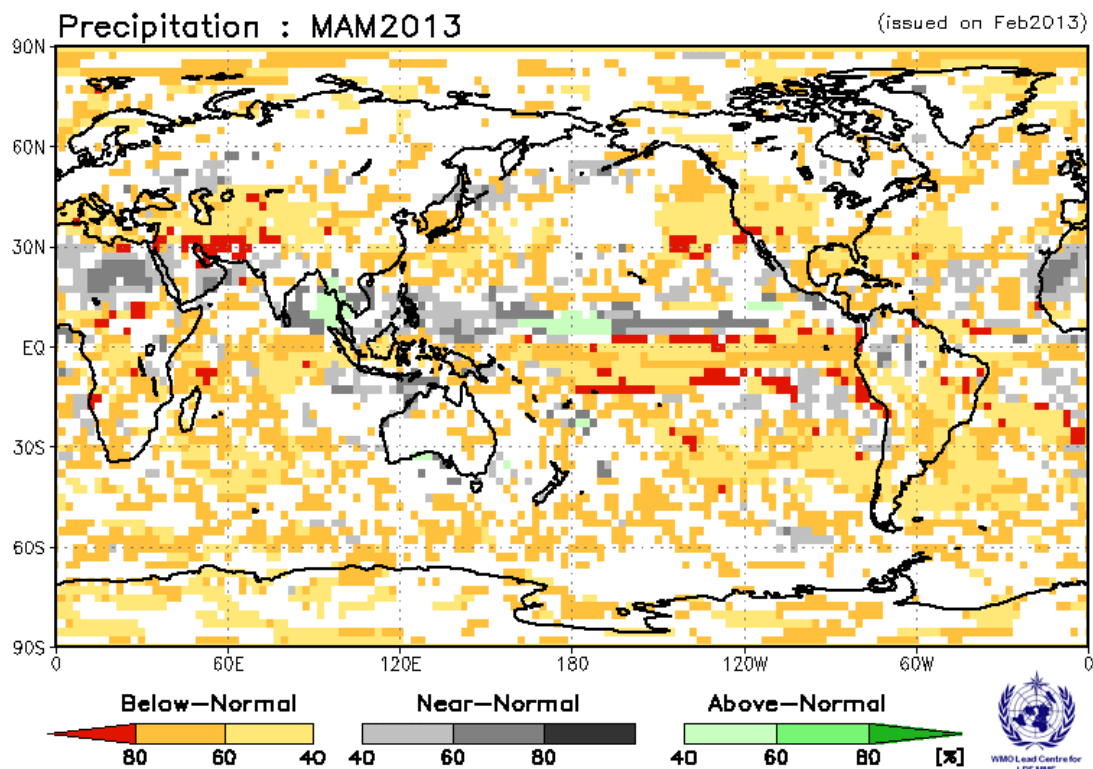 Precipitation : MAM2013
(issued on Feb2013)
90N
60N
30N
EQ
30S
60S
90S
0 60E 120E 180 120W 60W 0
Below-Normal Near-Normal Above-Normal
80 60 40 40 60 80 40 60 80 [%]
WMO Lead Centre for